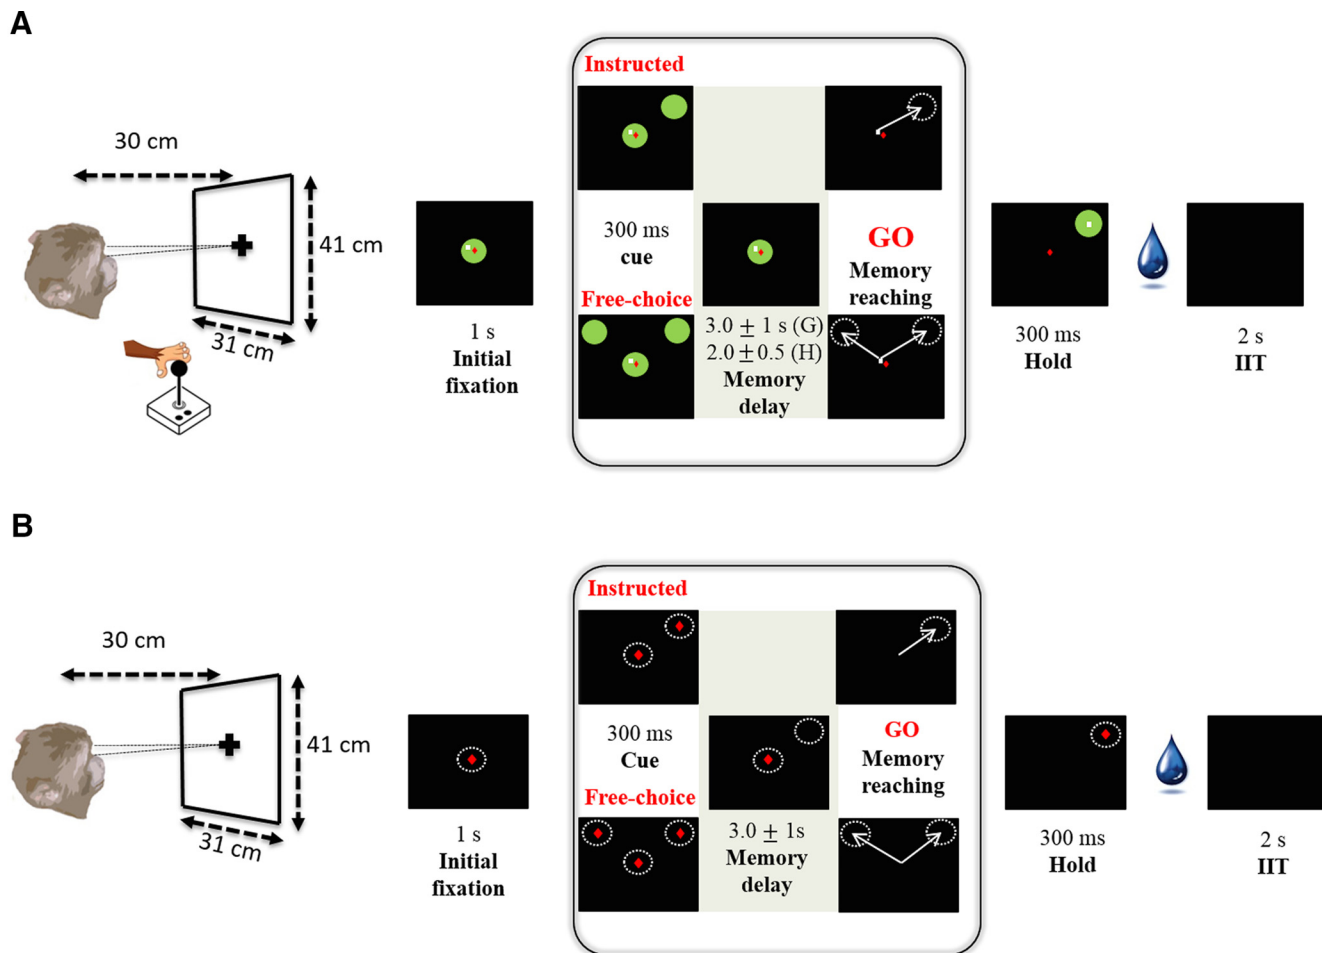 A
30 cm
41 cm
31 cm
1 s
Initial
fixation
Instructed
300 ms
cue
Free-choice
3.0 ± 1 s (G)
2.0 ± 0.5 (H)
Memory
delay
GO
Memory
reaching
300 ms
Hold
2 s
IIT
B
30 cm
41 cm
31 cm
1 s
Initial
fixation
Instructed
300 ms
Cue
Free-choice
3.0 ± 1s
Memory
delay
GO
Memory
reaching
300 ms
Hold
2 s
IIT